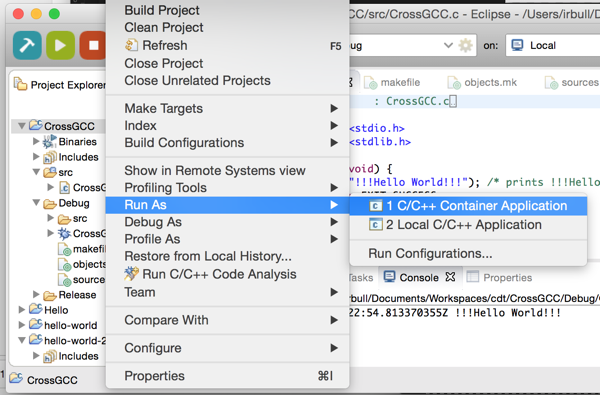 Build Project
CC/src/CrossGCC.c - Eclipse - /Users/irbull/D
Clean Project
Refresh F5
ug
on:
Local
Close Project
Close Unrelated Projects
Project Explorer
makefile
objects.mk
sources
Make Targets
: CrossGCC.c
CrossGCC
Index
Binaries
Build Configurations
<stdio.h>
Includes
<stdlib.h>
src
Show in Remote Systems view
void) {
CrossG
Profiling Tools
"!!!Hello World!!!"); /* prints !!!Hello
Debug
Run As
1 C/C++ Container Application
src
Debug As
2 Local C/C++ Application
CrossG
Profile As
makefil
Restore from Local History...
Run Configurations...
objects
Run C/C++ Code Analysis
source
Team
Tasks
Console
Properties
Release
irbull/Documents/Workspaces/cdt/CrossGCC/Debug/C
Hello
Compare With
22:54.813370355Z !!!Hello World!!!
hello-world
hello-world-2
Configure
Includes
CrossGCC
Properties ⌘I